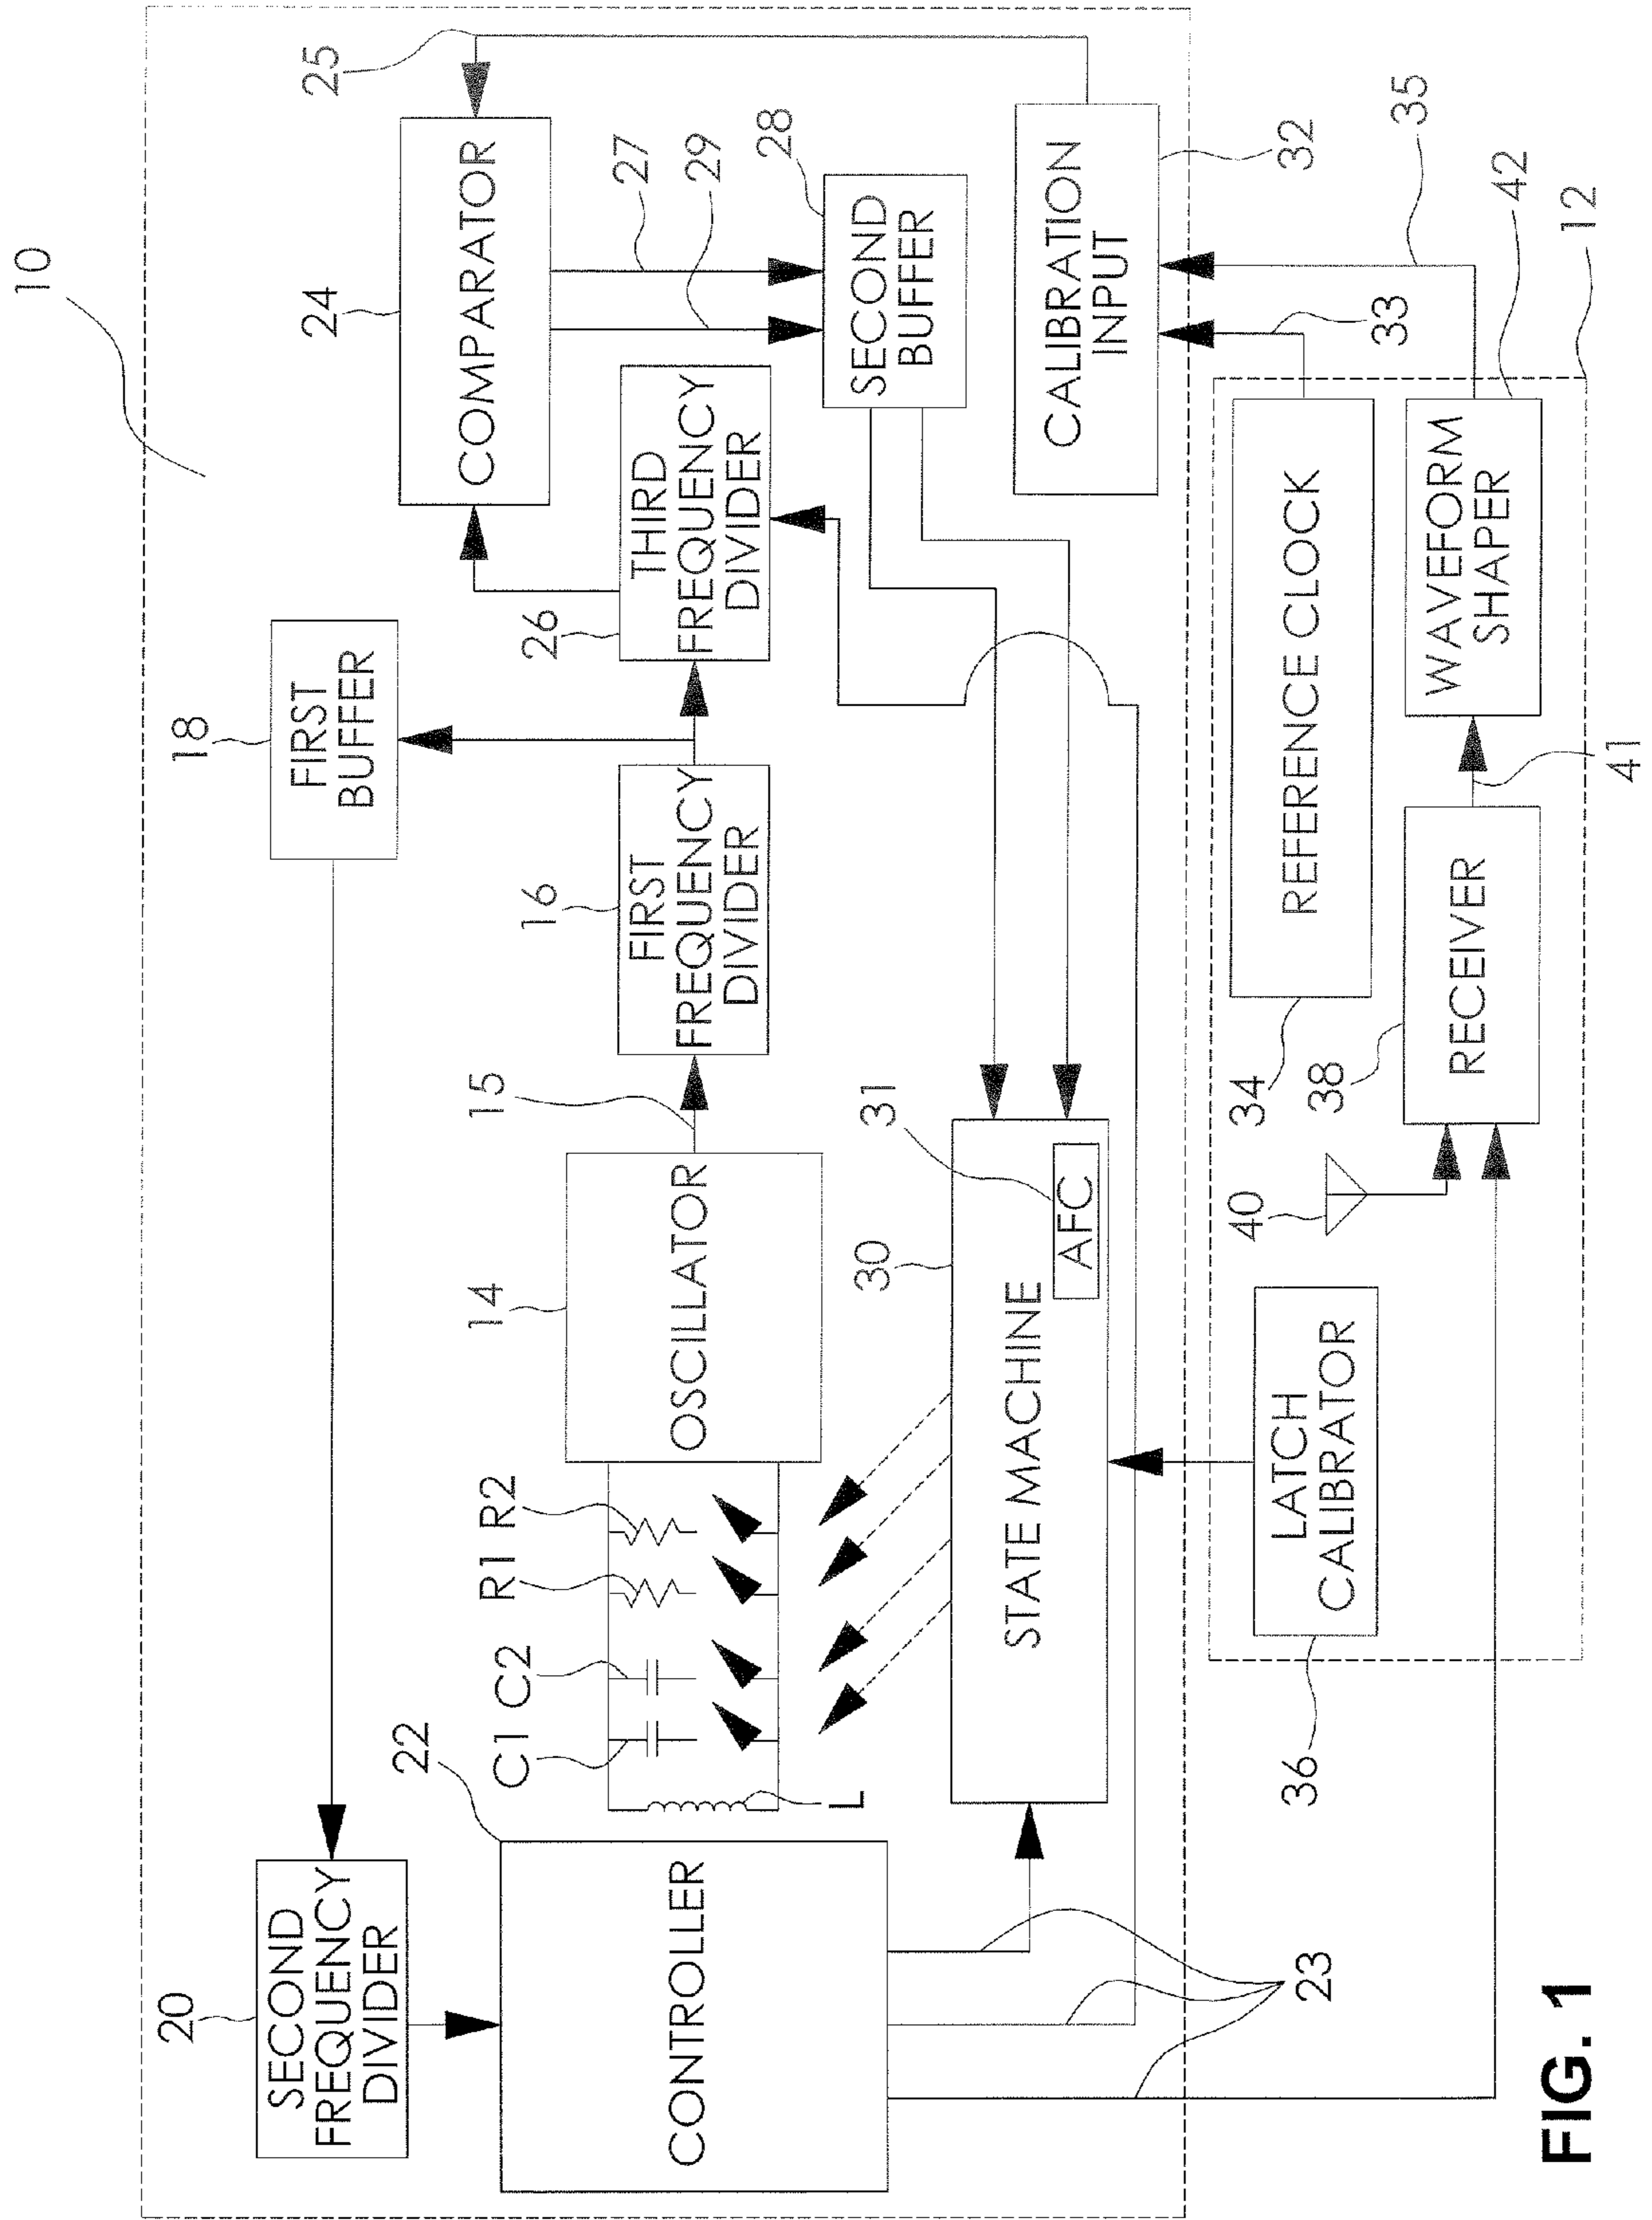 10
20
SECOND
FREQUENCY
DIVIDER
18
FIRST
BUFFER
25
24
COMPARATOR
22
CONTROLLER
C1
C2
R1
R2
L
14
OSCILLATOR
15
16
FIRST
FREQUENCY
DIVIDER
26
THIRD
FREQUENCY
DIVIDER
27
29
28
SECOND
BUFFER
30
STATE MACHINE
31
AFC
CALIBRATION
INPUT
32
23
36
LATCH
CALIBRATOR
40
34
REFERENCE CLOCK
33
35
38
RECEIVER
41
WAVEFORM
SHAPER
42
12
FIG. 1